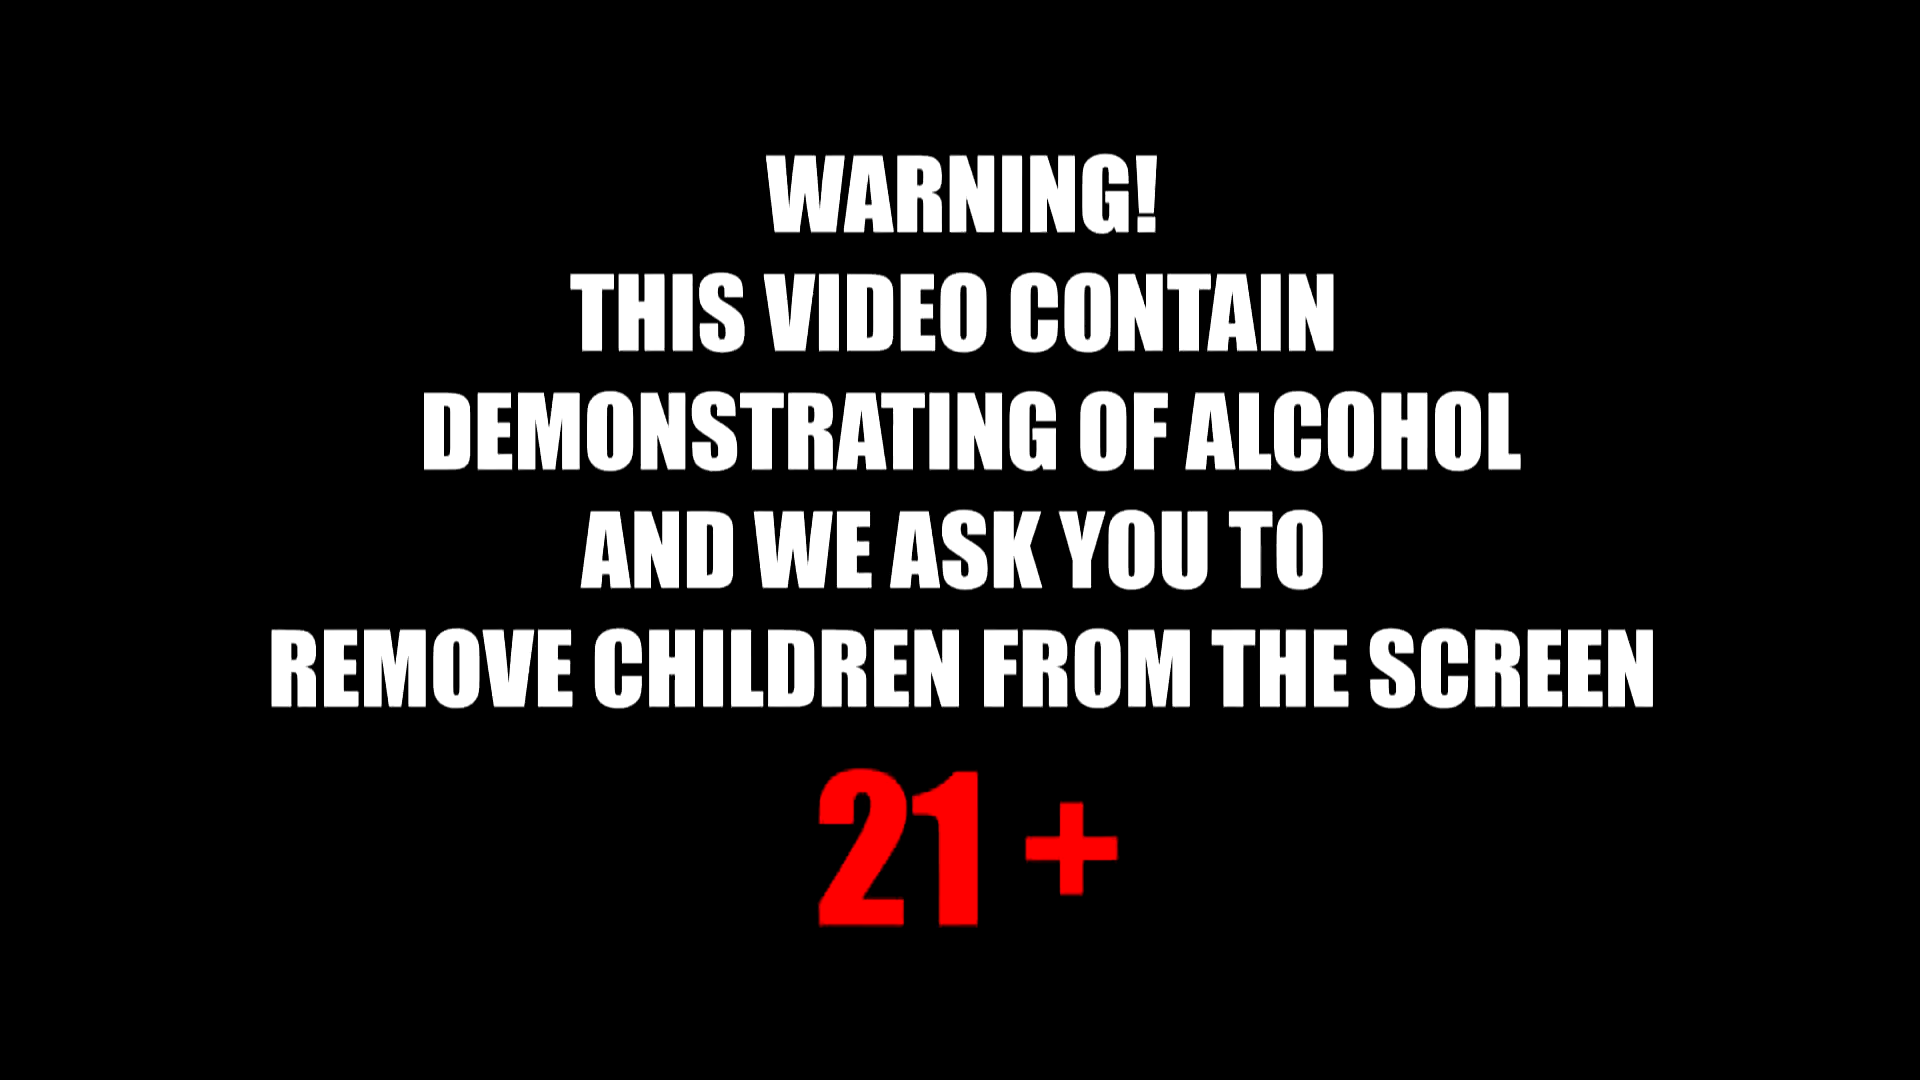 WARNING!
THIS VIDEO CONTAIN
DEMONSTRATING OF ALCOHOL
AND WE ASK YOU TO
REMOVE CHILDREN FROM THE SCREEN
21 +